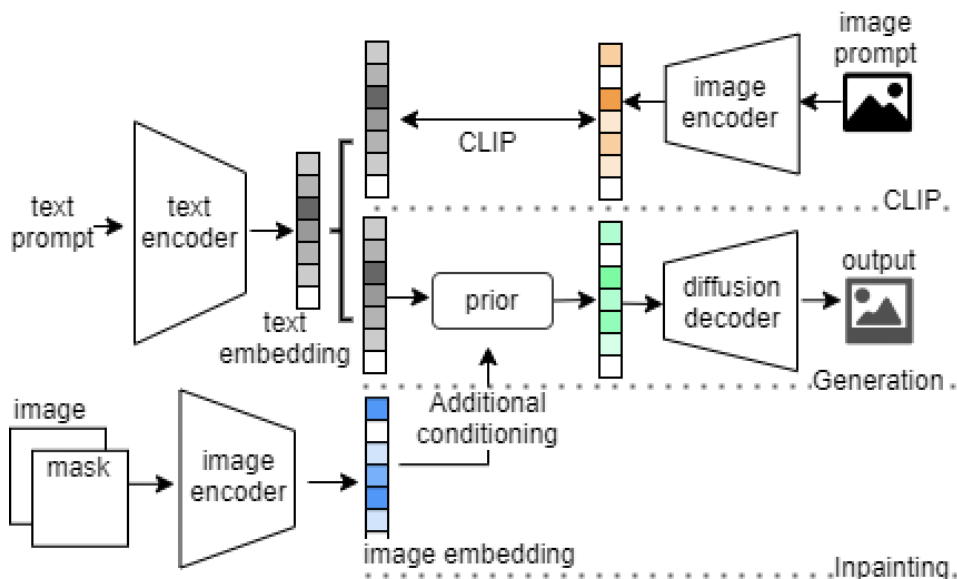 image
prompt
image
encoder
CLIP
CLIP
text
prompt
text
encoder
text
embedding
prior
diffusion
decoder
output
Generation
Additional
conditioning
image
mask
image
encoder
image embedding
Inpainting